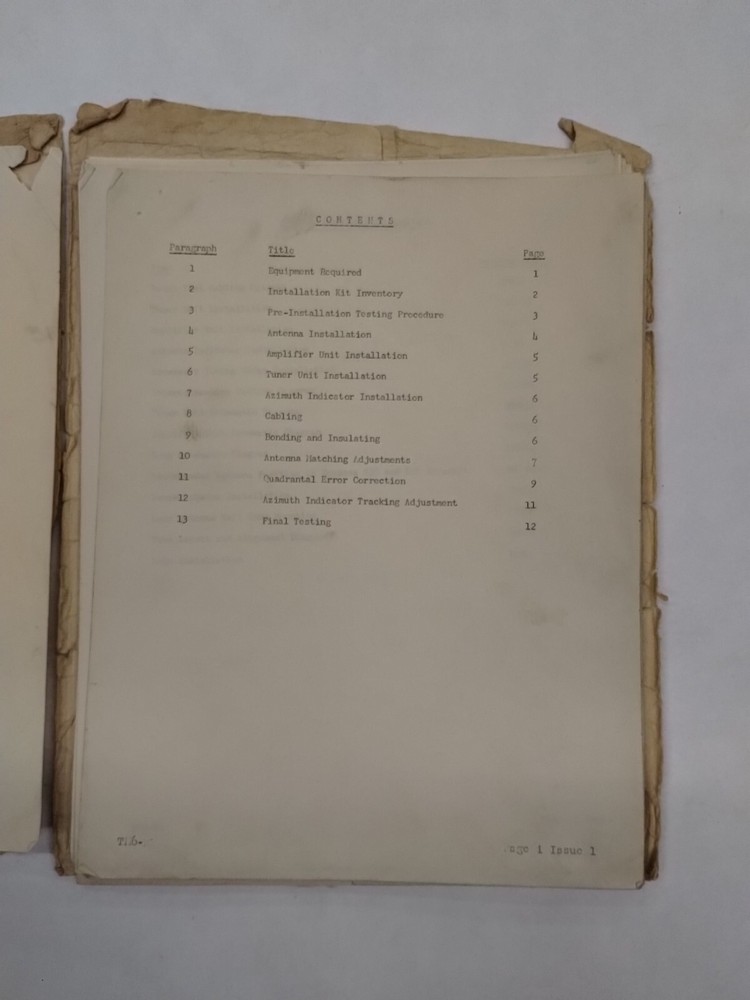 CONTENTS
Paragraph Title Page
1 Equipment Required 1
2 Installation Kit Inventory 2
3 Pre-Installation Testing Procedure 3
4 Antenna Installation 4
5 Amplifier Unit Installation 5
6 Tuner Unit Installation 5
7 Azimuth Indicator Installation 6
8 Cabling 6
9 Bonding and Insulating 6
10 Antenna Matching Adjustments 7
11 Quadrantal Error Correction 9
12 Azimuth Indicator Tracking Adjustment 11
13 Final Testing 12
Page i Issue 1